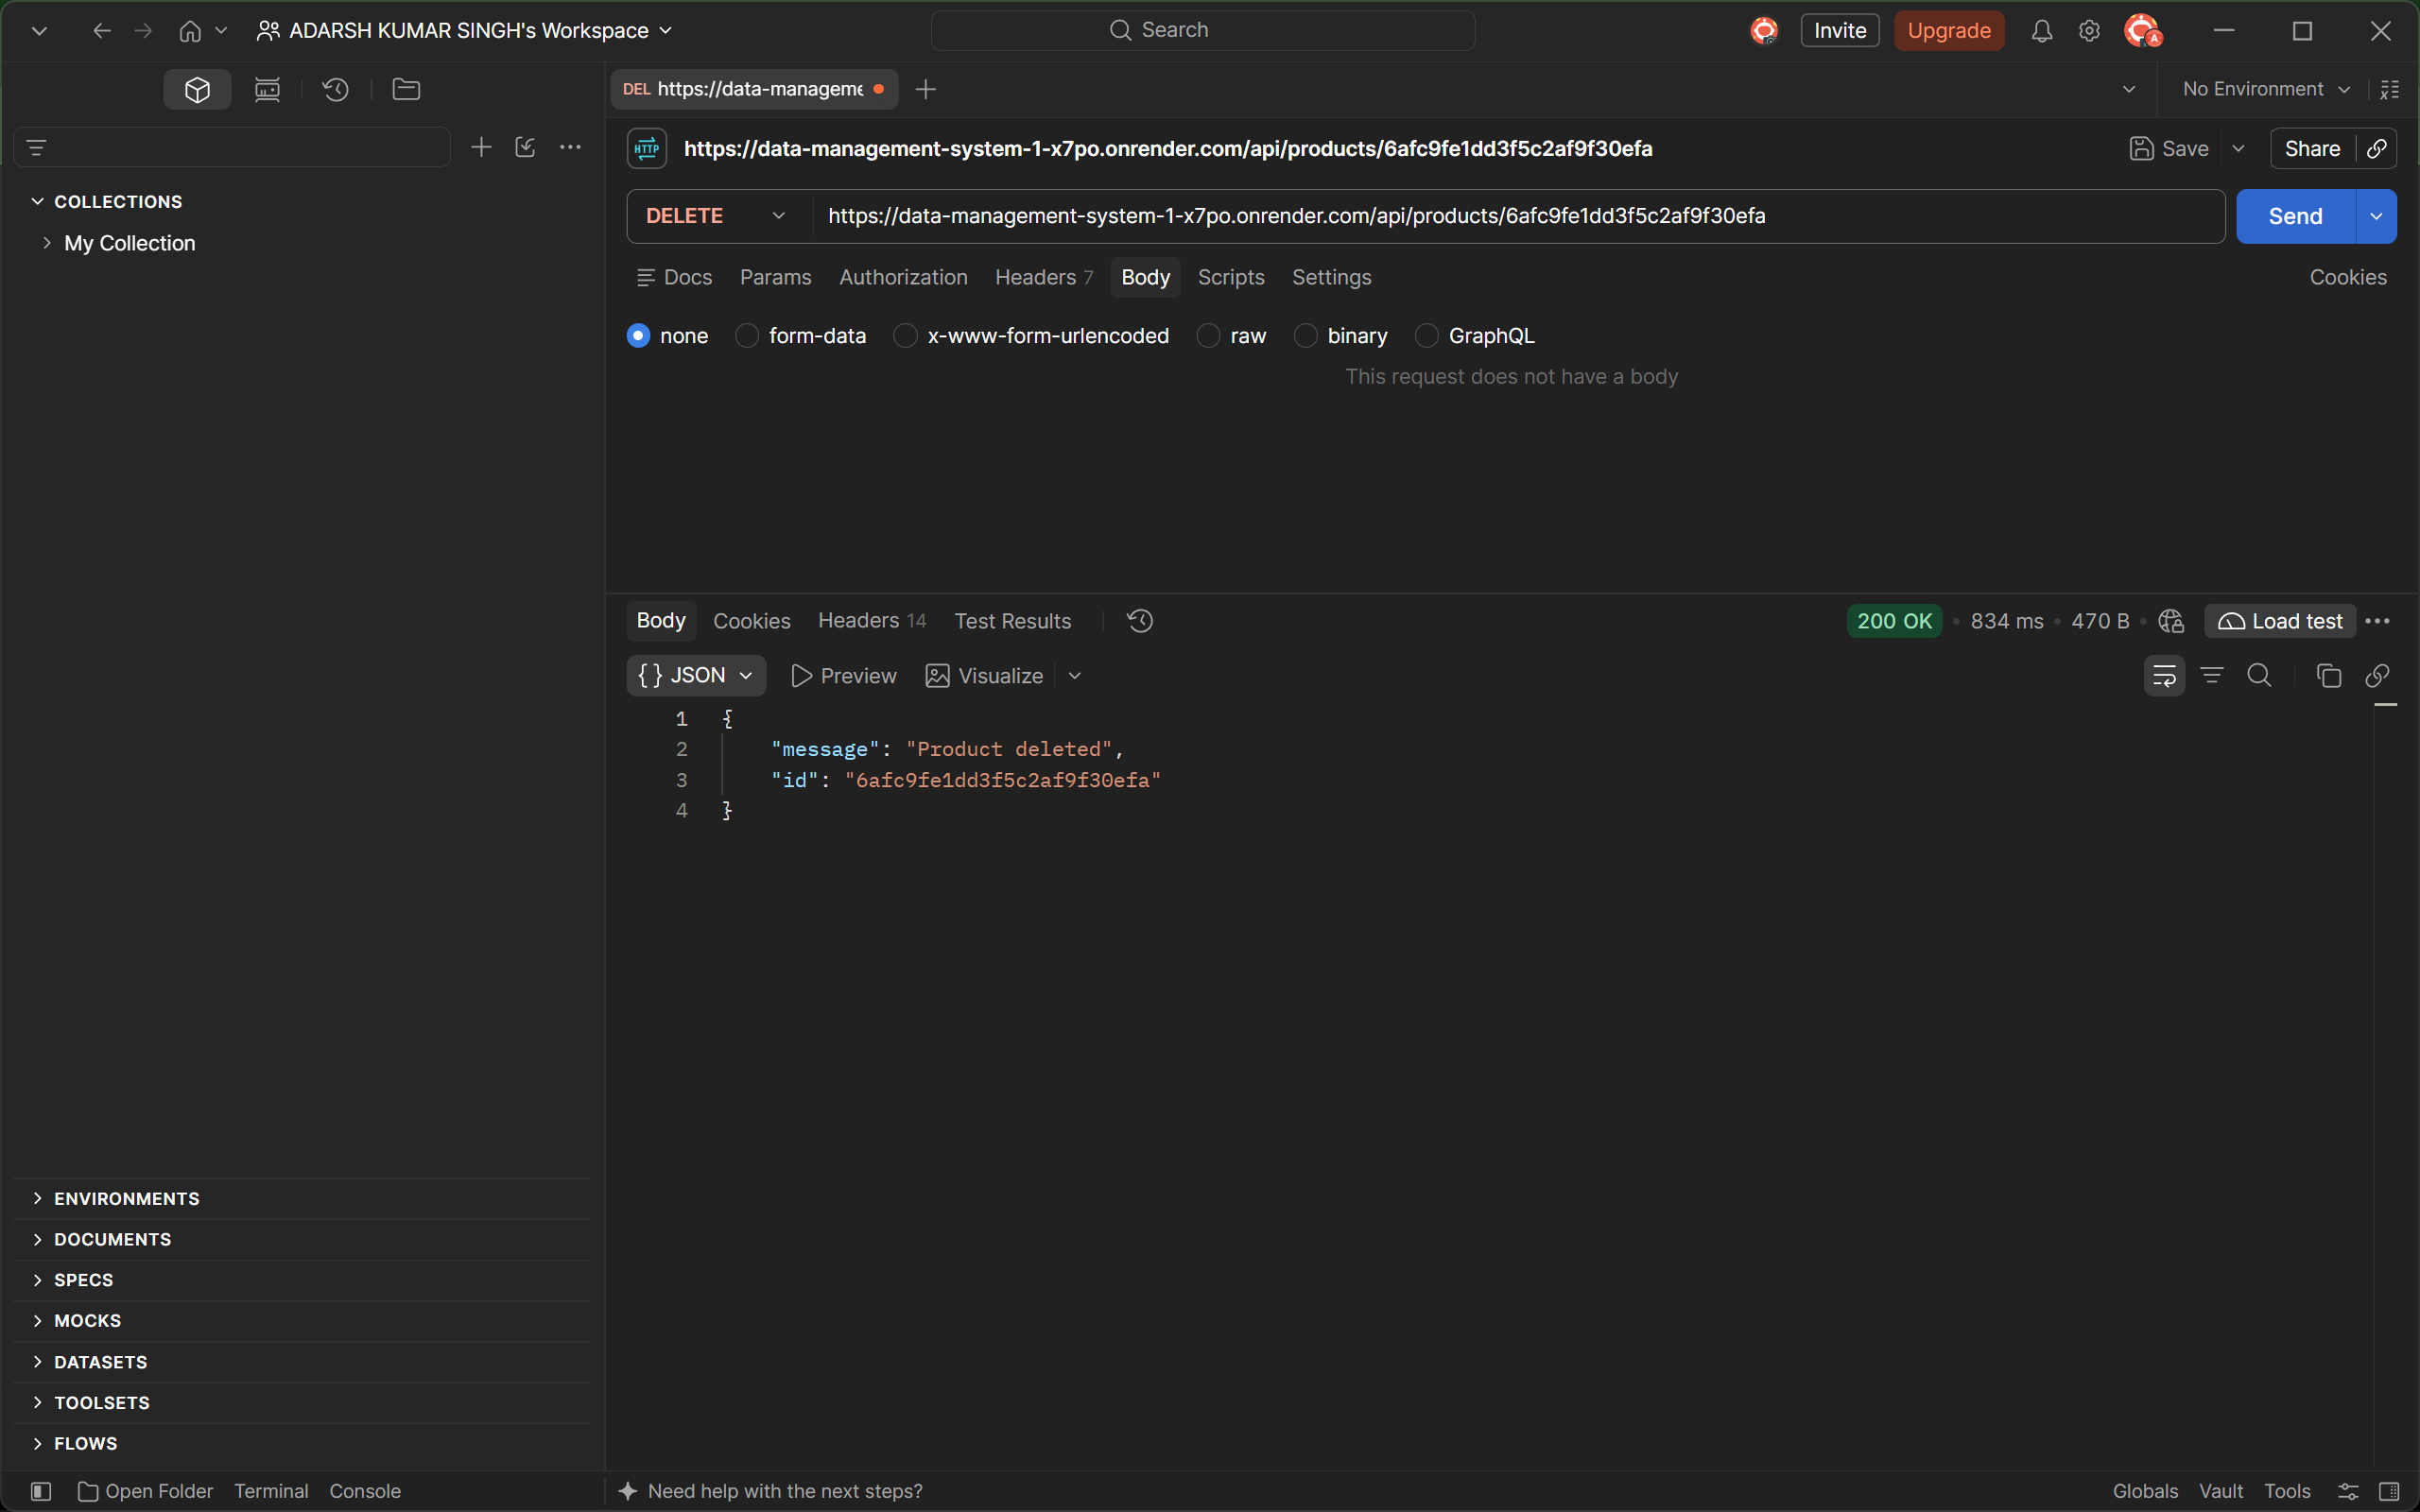 ADARSH KUMAR SINGH's Workspace
Search
Invite
Upgrade
A
DEL https://data-manageme
No Environment
HTTP
https://data-management-system-1-x7po.onrender.com/api/products/6afc9fe1dd3f5c2af9f30efa
Save
Share
COLLECTIONS
My Collection
DELETE
https://data-management-system-1-x7po.onrender.com/api/products/6afc9fe1dd3f5c2af9f30efa
Send
Docs Params Authorization Headers 7 Body Scripts Settings Cookies
none form-data x-www-form-urlencoded raw binary GraphQL
This request does not have a body
Body Cookies Headers 14 Test Results
200 OK • 834 ms • 470 B •
Load test
{ } JSON
Preview
Visualize
1 {
2 "message": "Product deleted",
3 "id": "6afc9fe1dd3f5c2af9f30efa"
4 }
ENVIRONMENTS
DOCUMENTS
SPECS
MOCKS
DATASETS
TOOLSETS
FLOWS
Open Folder Terminal Console
Need help with the next steps?
Globals Vault Tools